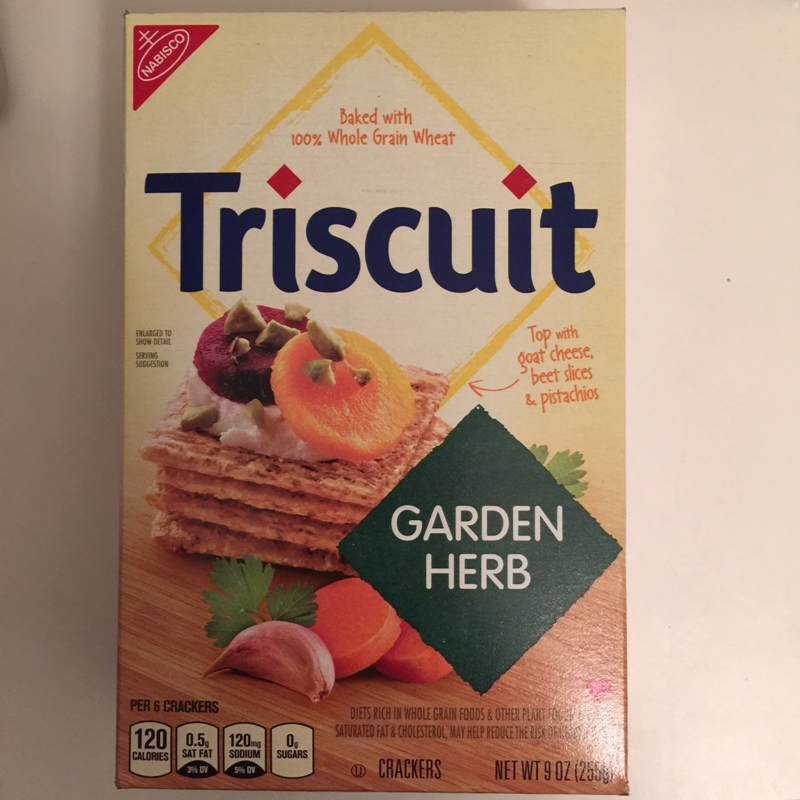 NABISCO
Baked with
100% Whole Grain Wheat
Triscuit
ENLARGED TO
SHOW DETAIL
SERVING
SUGGESTION
Top with
goat cheese,
beet slices
& pistachios
GARDEN
HERB
PER 6 CRACKERS
120
CALORIES
0.5g
SAT FAT
3% DV
120mg
SODIUM
5% DV
0g
SUGARS
DIETS RICH IN WHOLE GRAIN FOODS & OTHER PLANT
SATURATED FAT & CHOLESTEROL, MAY HELP REDUCE THE RISK OF
U
CRACKERS
NET WT 9 OZ (255g)